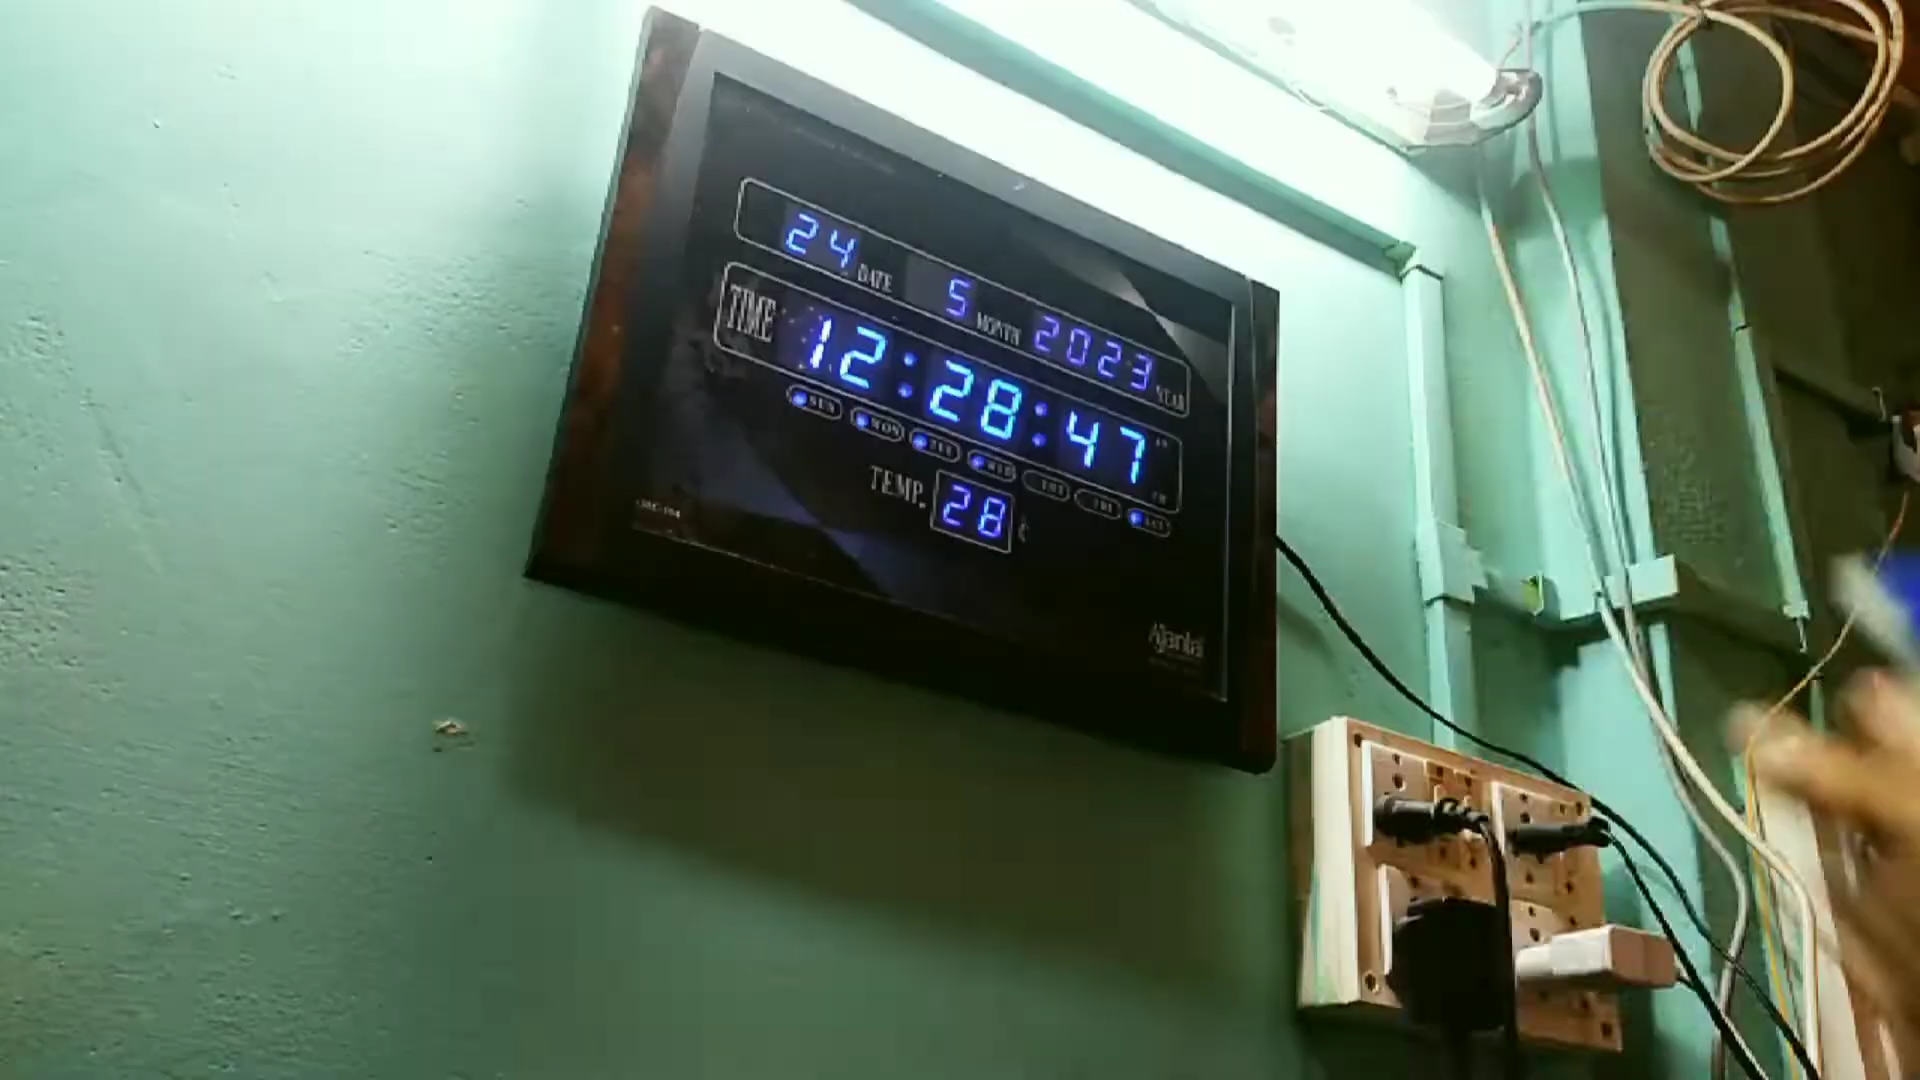 24 DATE 5 MONTH 2023 YEAR
TIME 12:28:47
SUN MON TUE WED THU FRI SAT
TEMP. 28 C
Ajanta